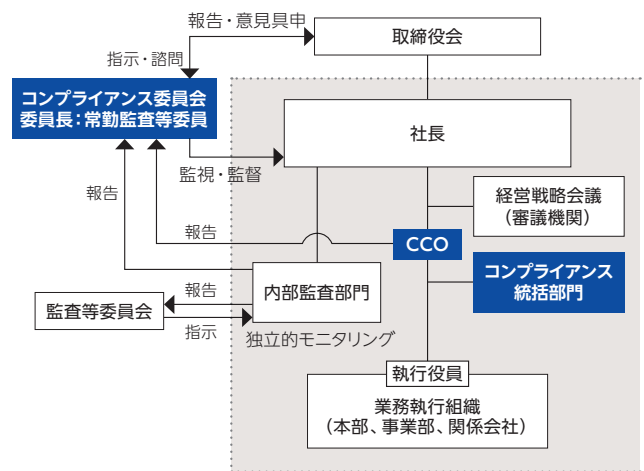 報告・意見具申
取締役会
指示・諮問
コンプライアンス委員会
委員長：常勤監査等委員
社長
監視・監督
報告
経営戦略会議
（審議機関）
報告
CCO
コンプライアンス
統括部門
内部監査部門
報告
監査等委員会
指示
独立的モニタリング
執行役員
業務執行組織
（本部、事業部、関係会社）